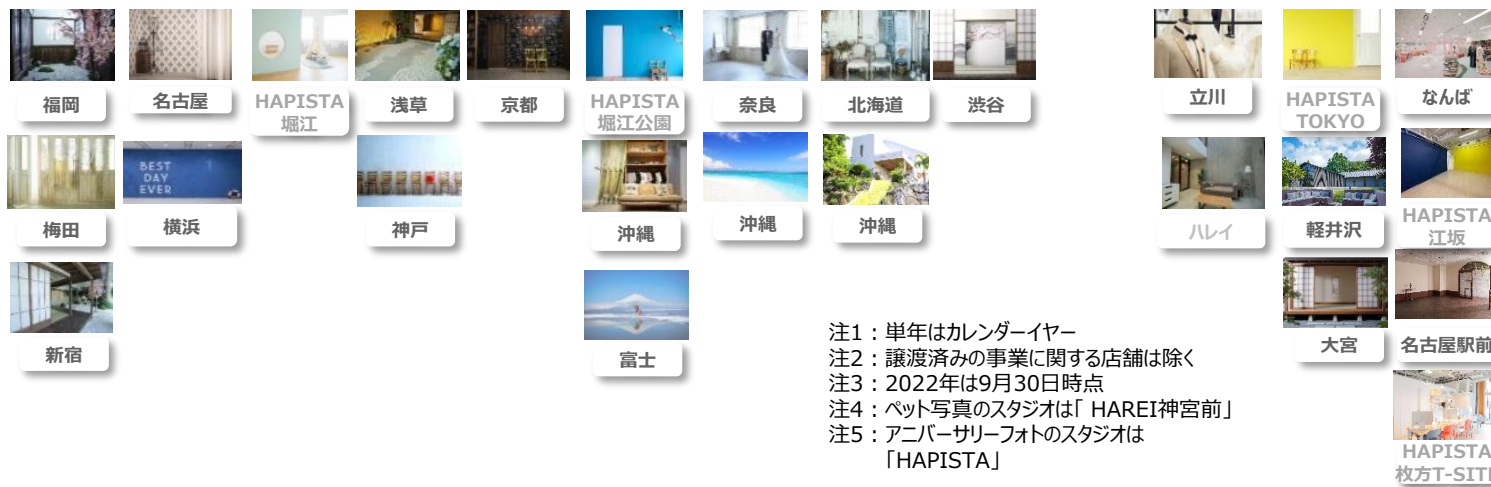 福岡
名古屋
HAPISTA
堀江
浅草
京都
HAPISTA
堀江公園
奈良
北海道
渋谷
立川
HAPISTA
TOKYO
なんば
BEST
DAY
EVER
梅田
横浜
神戸
沖縄
沖縄
沖縄
ハレイ
軽井沢
HAPISTA
江坂
新宿
富士
大宮
名古屋駅前
注1：単年はカレンダーイヤー
注2：譲渡済みの事業に関する店舗は除く
注3：2022年は9月30日時点
注4：ペット写真のスタジオは「 HAREI神宮前」
注5：アニバーサリーフォトのスタジオは
「HAPISTA」
HAPISTA
枚方T-SIT